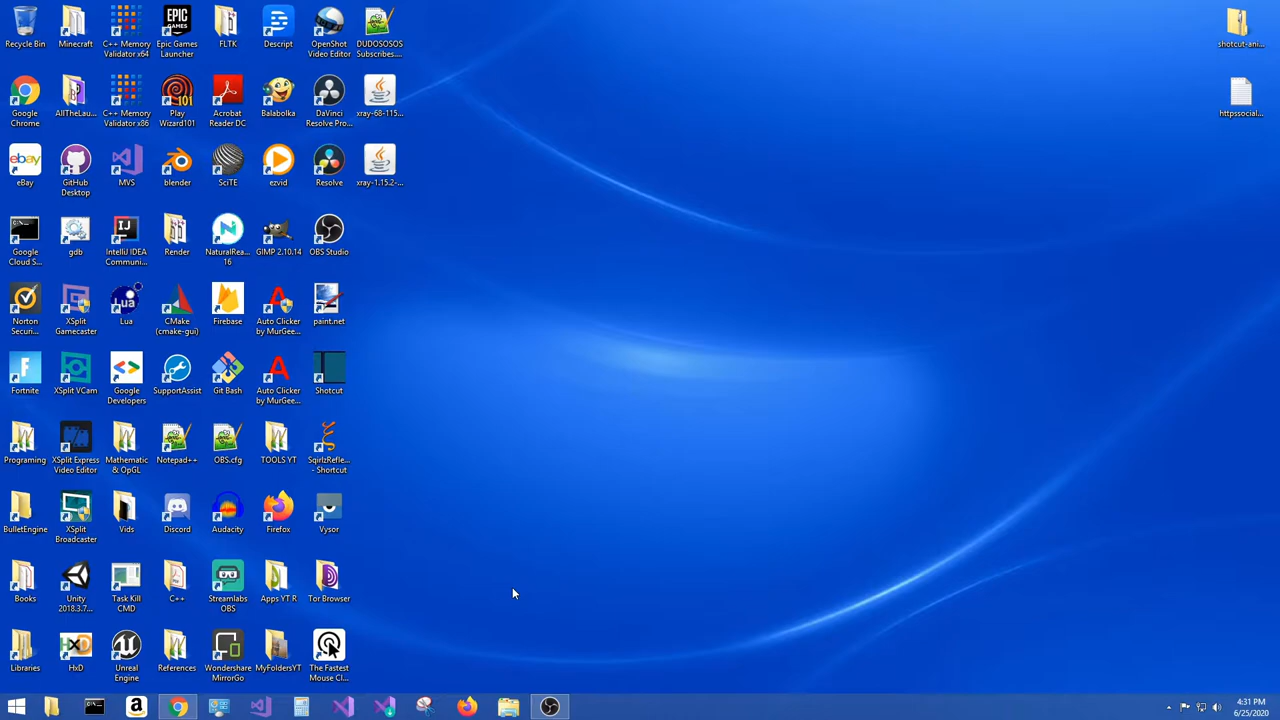 Recycle Bin
Minecraft
C++ Memory
Validator x64
Epic Games
Launcher
FLTK
Descript
OpenShot
Video Editor
DUDOSOSOS
Subscribes....
shotcut-ani...
Google
Chrome
AllTheLau...
C++ Memory
Validator x86
Play
Wizard101
Acrobat
Reader DC
Balabolka
DaVinci
Resolve Pro...
xray-68-115...
httpssocial...
eBay
GitHub
Desktop
MVS
blender
SciTE
ezvid
Resolve
xray-1.15.2-...
Google
Cloud S...
gdb
IntelliJ IDEA
Communi...
Render
NaturalRea...
16
GIMP 2.10.14
OBS Studio
Norton
Securi...
XSplit
Gamecaster
Lua
CMake
(cmake-gui)
Firebase
Auto Clicker
by MurGee...
paint.net
Fortnite
XSplit VCam
Google
Developers
SupportAssist
Git Bash
Auto Clicker
by MurGee...
Shotcut
Programing
XSplit Express
Video Editor
Mathematic
& OpGL
Notepad++
OBS.cfg
TOOLS YT
SqirlzRefle...
- Shortcut
BulletEngine
XSplit
Broadcaster
Vids
Discord
Audacity
Firefox
Vysor
Books
Unity
2018.3.7...
Task Kill
CMD
C++
Streamlabs
OBS
Apps YT R
Tor Browser
Libraries
HxD
Unreal
Engine
References
Wondershare
MirrorGo
MyFoldersYT
The Fastest
Mouse Cl...
4:31 PM
6/25/2020